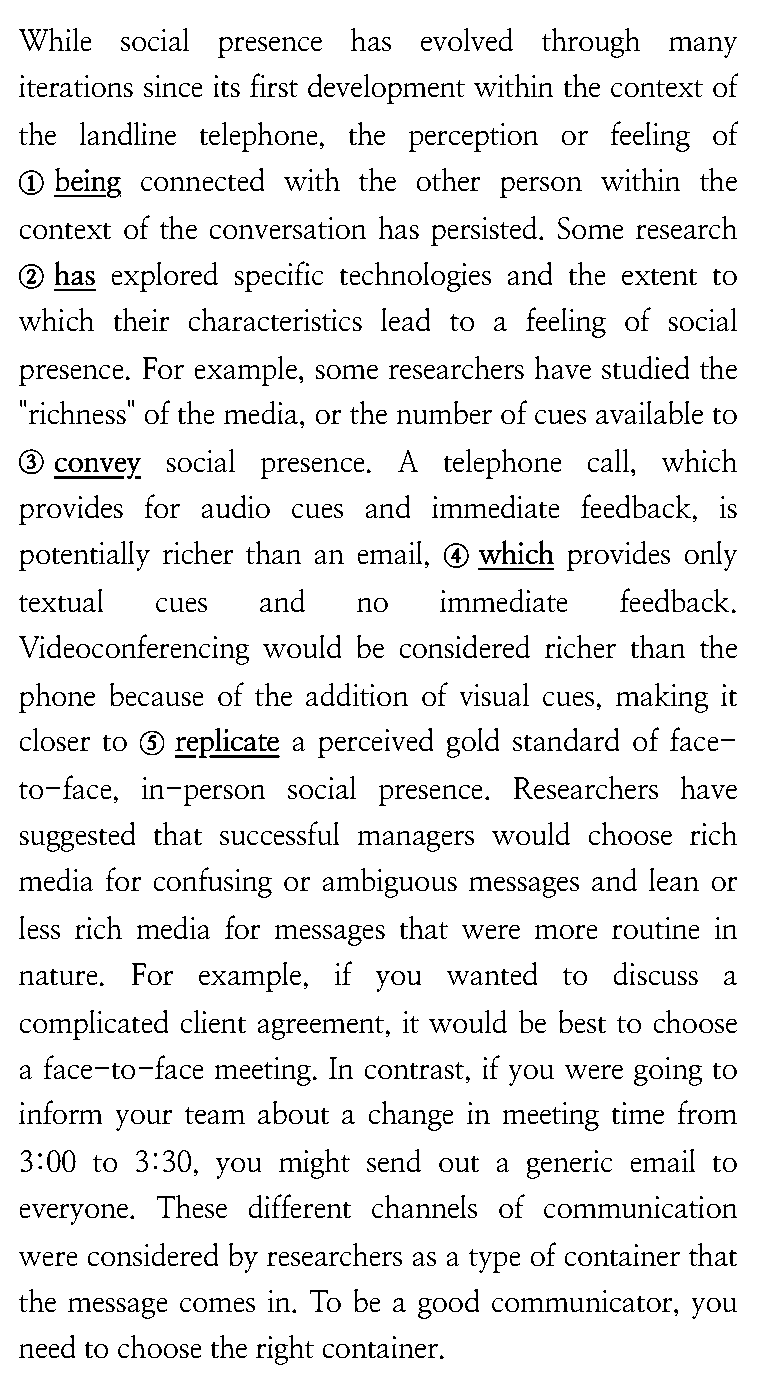 While social presence has evolved through many
iterations since its first development within the context of
the landline telephone, the perception or feeling of
① being connected with the other person within the
context of the conversation has persisted. Some research
② has explored specific technologies and the extent to
which their characteristics lead to a feeling of social
presence. For example, some researchers have studied the
"richness" of the media, or the number of cues available to
③ convey social presence. A telephone call, which
provides for audio cues and immediate feedback, is
potentially richer than an email, ④ which provides only
textual cues and no immediate feedback.
Videoconferencing would be considered richer than the
phone because of the addition of visual cues, making it
closer to ⑤ replicate a perceived gold standard of face-
to-face, in-person social presence. Researchers have
suggested that successful managers would choose rich
media for confusing or ambiguous messages and lean or
less rich media for messages that were more routine in
nature. For example, if you wanted to discuss a
complicated client agreement, it would be best to choose
a face-to-face meeting. In contrast, if you were going to
inform your team about a change in meeting time from
3:00 to 3:30, you might send out a generic email to
everyone. These different channels of communication
were considered by researchers as a type of container that
the message comes in. To be a good communicator, you
need to choose the right container.